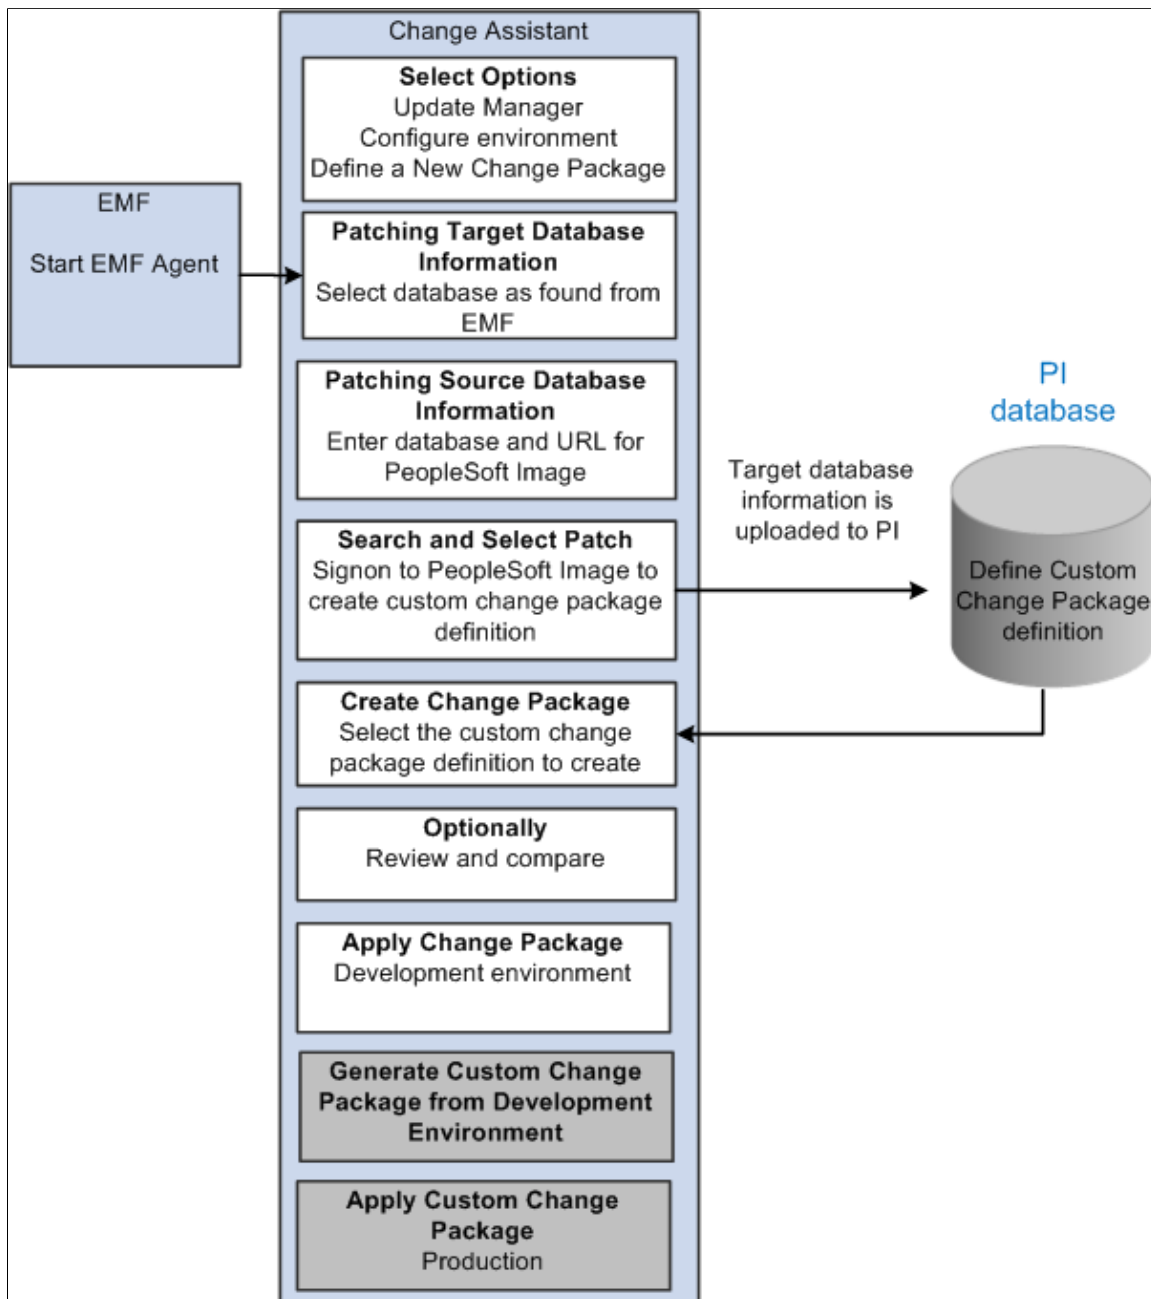 Change Assistant
Select Options
Update Manager
Configure environment
Define a New Change Package
EMF
Start EMF Agent
Patching Target Database
Information
Select database as found from
EMF
Patching Source Database
Information
Enter database and URL for
PeopleSoft Image
PI
database
Target database
information is
uploaded to PI
Search and Select Patch
Signon to PeopleSoft Image to
create custom change package
definition
Define Custom
Change Package
definition
Create Change Package
Select the custom change
package definition to create
Optionally
Review and compare
Apply Change Package
Development environment
Generate Custom Change
Package from Development
Environment
Apply Custom Change
Package
Production